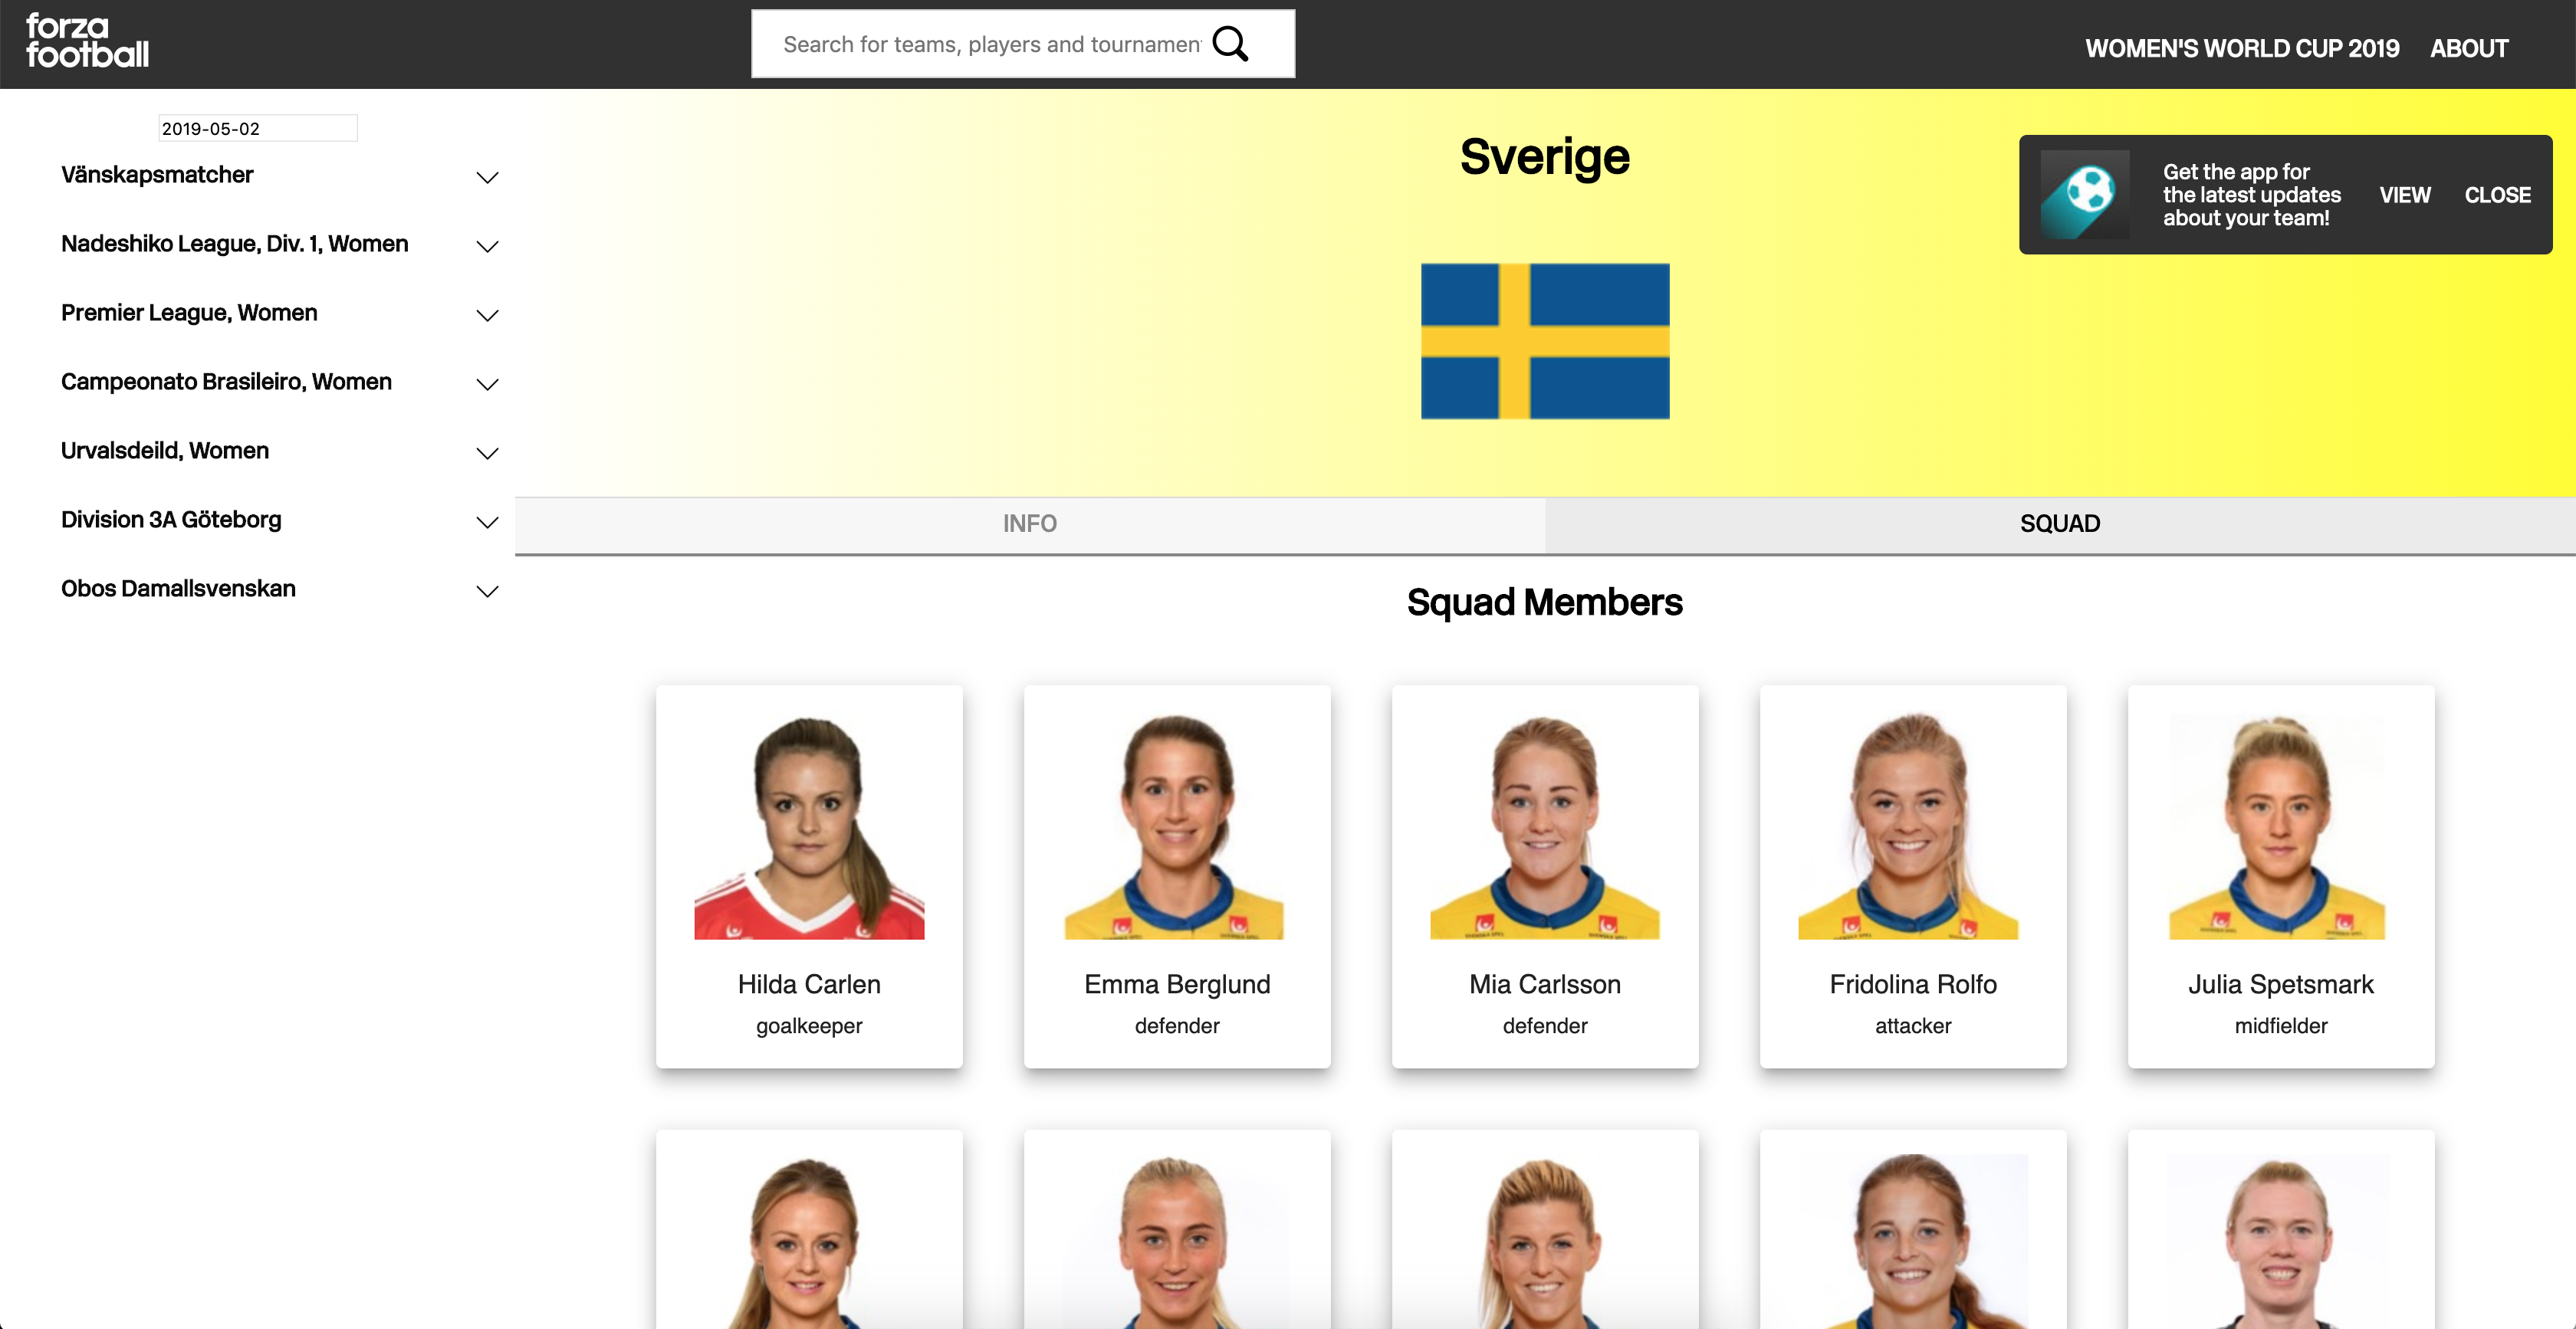 forza
football
Search for teams, players and tournamen
WOMEN'S WORLD CUP 2019
ABOUT
2019-05-02
Vänskapsmatcher
Nadeshiko League, Div. 1, Women
Premier League, Women
Campeonato Brasileiro, Women
Urvalsdeild, Women
Division 3A Göteborg
Obos Damallsvenskan
Sverige
Get the app for
the latest updates
about your team!
VIEW
CLOSE
INFO
SQUAD
Squad Members
Hilda Carlen
goalkeeper
Emma Berglund
defender
Mia Carlsson
defender
Fridolina Rolfo
attacker
Julia Spetsmark
midfielder